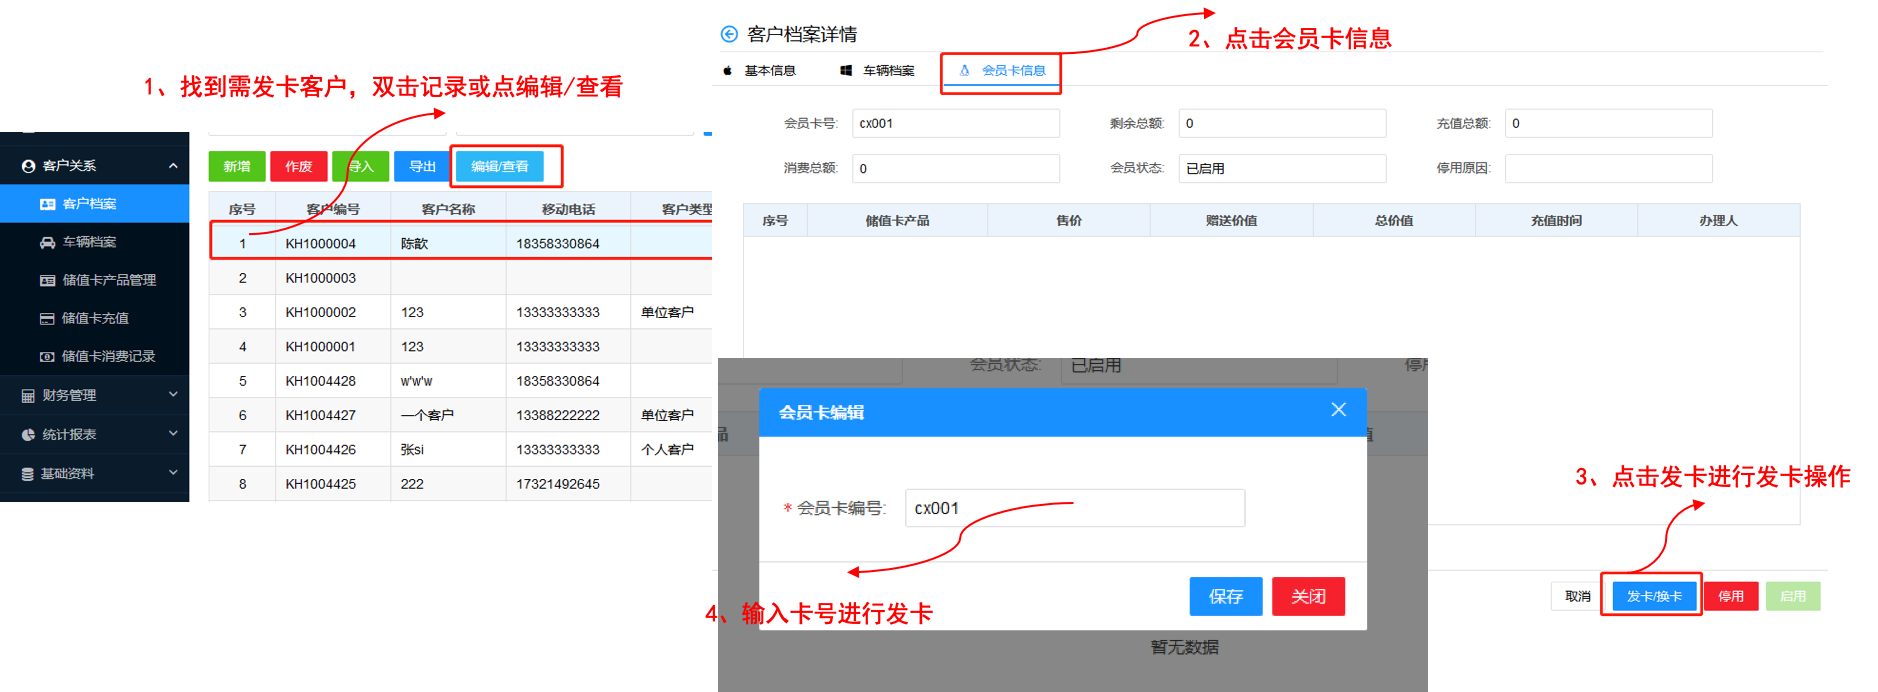 1、找到需发卡客户，双击记录或点编辑/查看
客户关系
客户档案
车辆档案
储值卡产品管理
储值卡充值
储值卡消费记录
财务管理
统计报表
基础资料
新增 作废 导入 导出 编辑/查看
序号 客户编号 客户名称 移动电话 客户类型
1 KH1000004 陈歆 18358330864
2 KH1000003
3 KH1000002 123 13333333333 单位客户
4 KH1000001 123 13333333333
5 KH1004428 w'w'w 18358330864
6 KH1004427 一个客户 13388222222 单位客户
7 KH1004426 张si 13333333333 个人客户
8 KH1004425 222 17321492645
客户档案详情
2、点击会员卡信息
基本信息 车辆档案 会员卡信息
会员卡号: cx001 剩余总额: 0 充值总额: 0
消费总额: 0 会员状态: 已启用 停用原因:
序号 储值卡产品 售价 赠送价值 总价值 充值时间 办理人
会员状态: 已启用 停用
品 值
会员卡编辑
* 会员卡编号: cx001
保存 关闭
暂无数据
3、点击发卡进行发卡操作
取消 发卡/换卡 停用 启用
4、输入卡号进行发卡